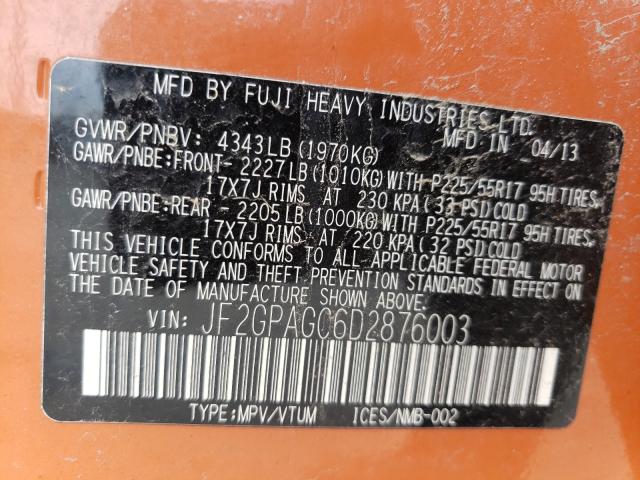 MFD BY FUJI HEAVY INDUSTRIES LTD.
GVWR/PNBV: 4343LB(1970KG) MFD IN 04/13
GAWR/PNBE:FRONT-2227LB(1010KG)WITH P225/55R17 95H TIRES,
17X7J RIMS AT 230 KPA(33 PSI)COLD
GAWR/PNBE:REAR -2205LB(1000KG)WITH P225/55R17 95H TIRES,
17X7J RIMS AT 220 KPA(32 PSI)COLD
THIS VEHICLE CONFORMS TO ALL APPLICABLE FEDERAL MOTOR
VEHICLE SAFETY AND THEFT PREVENTION STANDARDS IN EFFECT ON
THE DATE OF MANUFACTURE SHOWN ABOVE.
VIN: JF2GPAGC6D2876003
TYPE:MPV/VTUM ICES/NMB-002